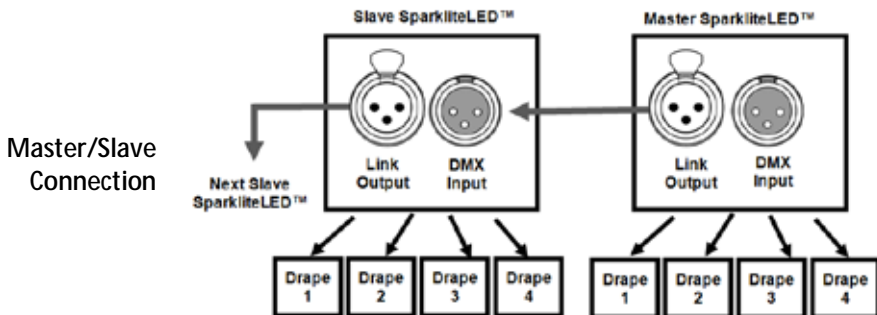 Slave SparkliteLED™
Master SparkliteLED™
Master/Slave
Connection
Link
Output
DMX
Input
Link
Output
DMX
Input
Next Slave
SparkliteLED™
Drape
1
Drape
2
Drape
3
Drape
4
Drape
1
Drape
2
Drape
3
Drape
4